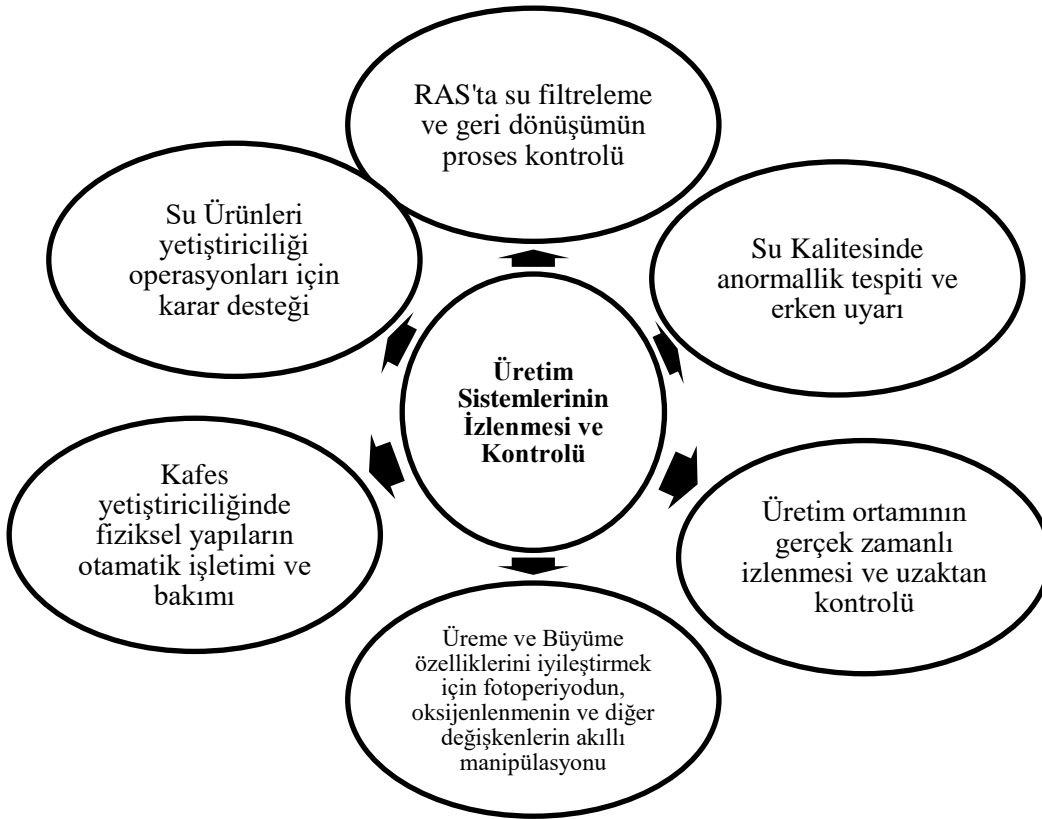 RAS'ta su filtreleme
ve geri dönüşümün
proses kontrolü
Su Ürünleri
yetiştiriciliği
operasyonları için
karar desteği
Su Kalitesinde
anormallik tespiti ve
erken uyarı
Üretim
Sistemlerinin
İzlenmesi ve
Kontrolü
Kafes
yetiştiriciliğinde
fiziksel yapıların
otamatik işletimi ve
bakımı
Üretim ortamının
gerçek zamanlı
izlenmesi ve uzaktan
kontrolü
Üreme ve Büyüme
özelliklerini iyileştirmek
için fotoperiyodun,
oksijenlenmenin ve diğer
değişkenlerin akıllı
manipülasyonu